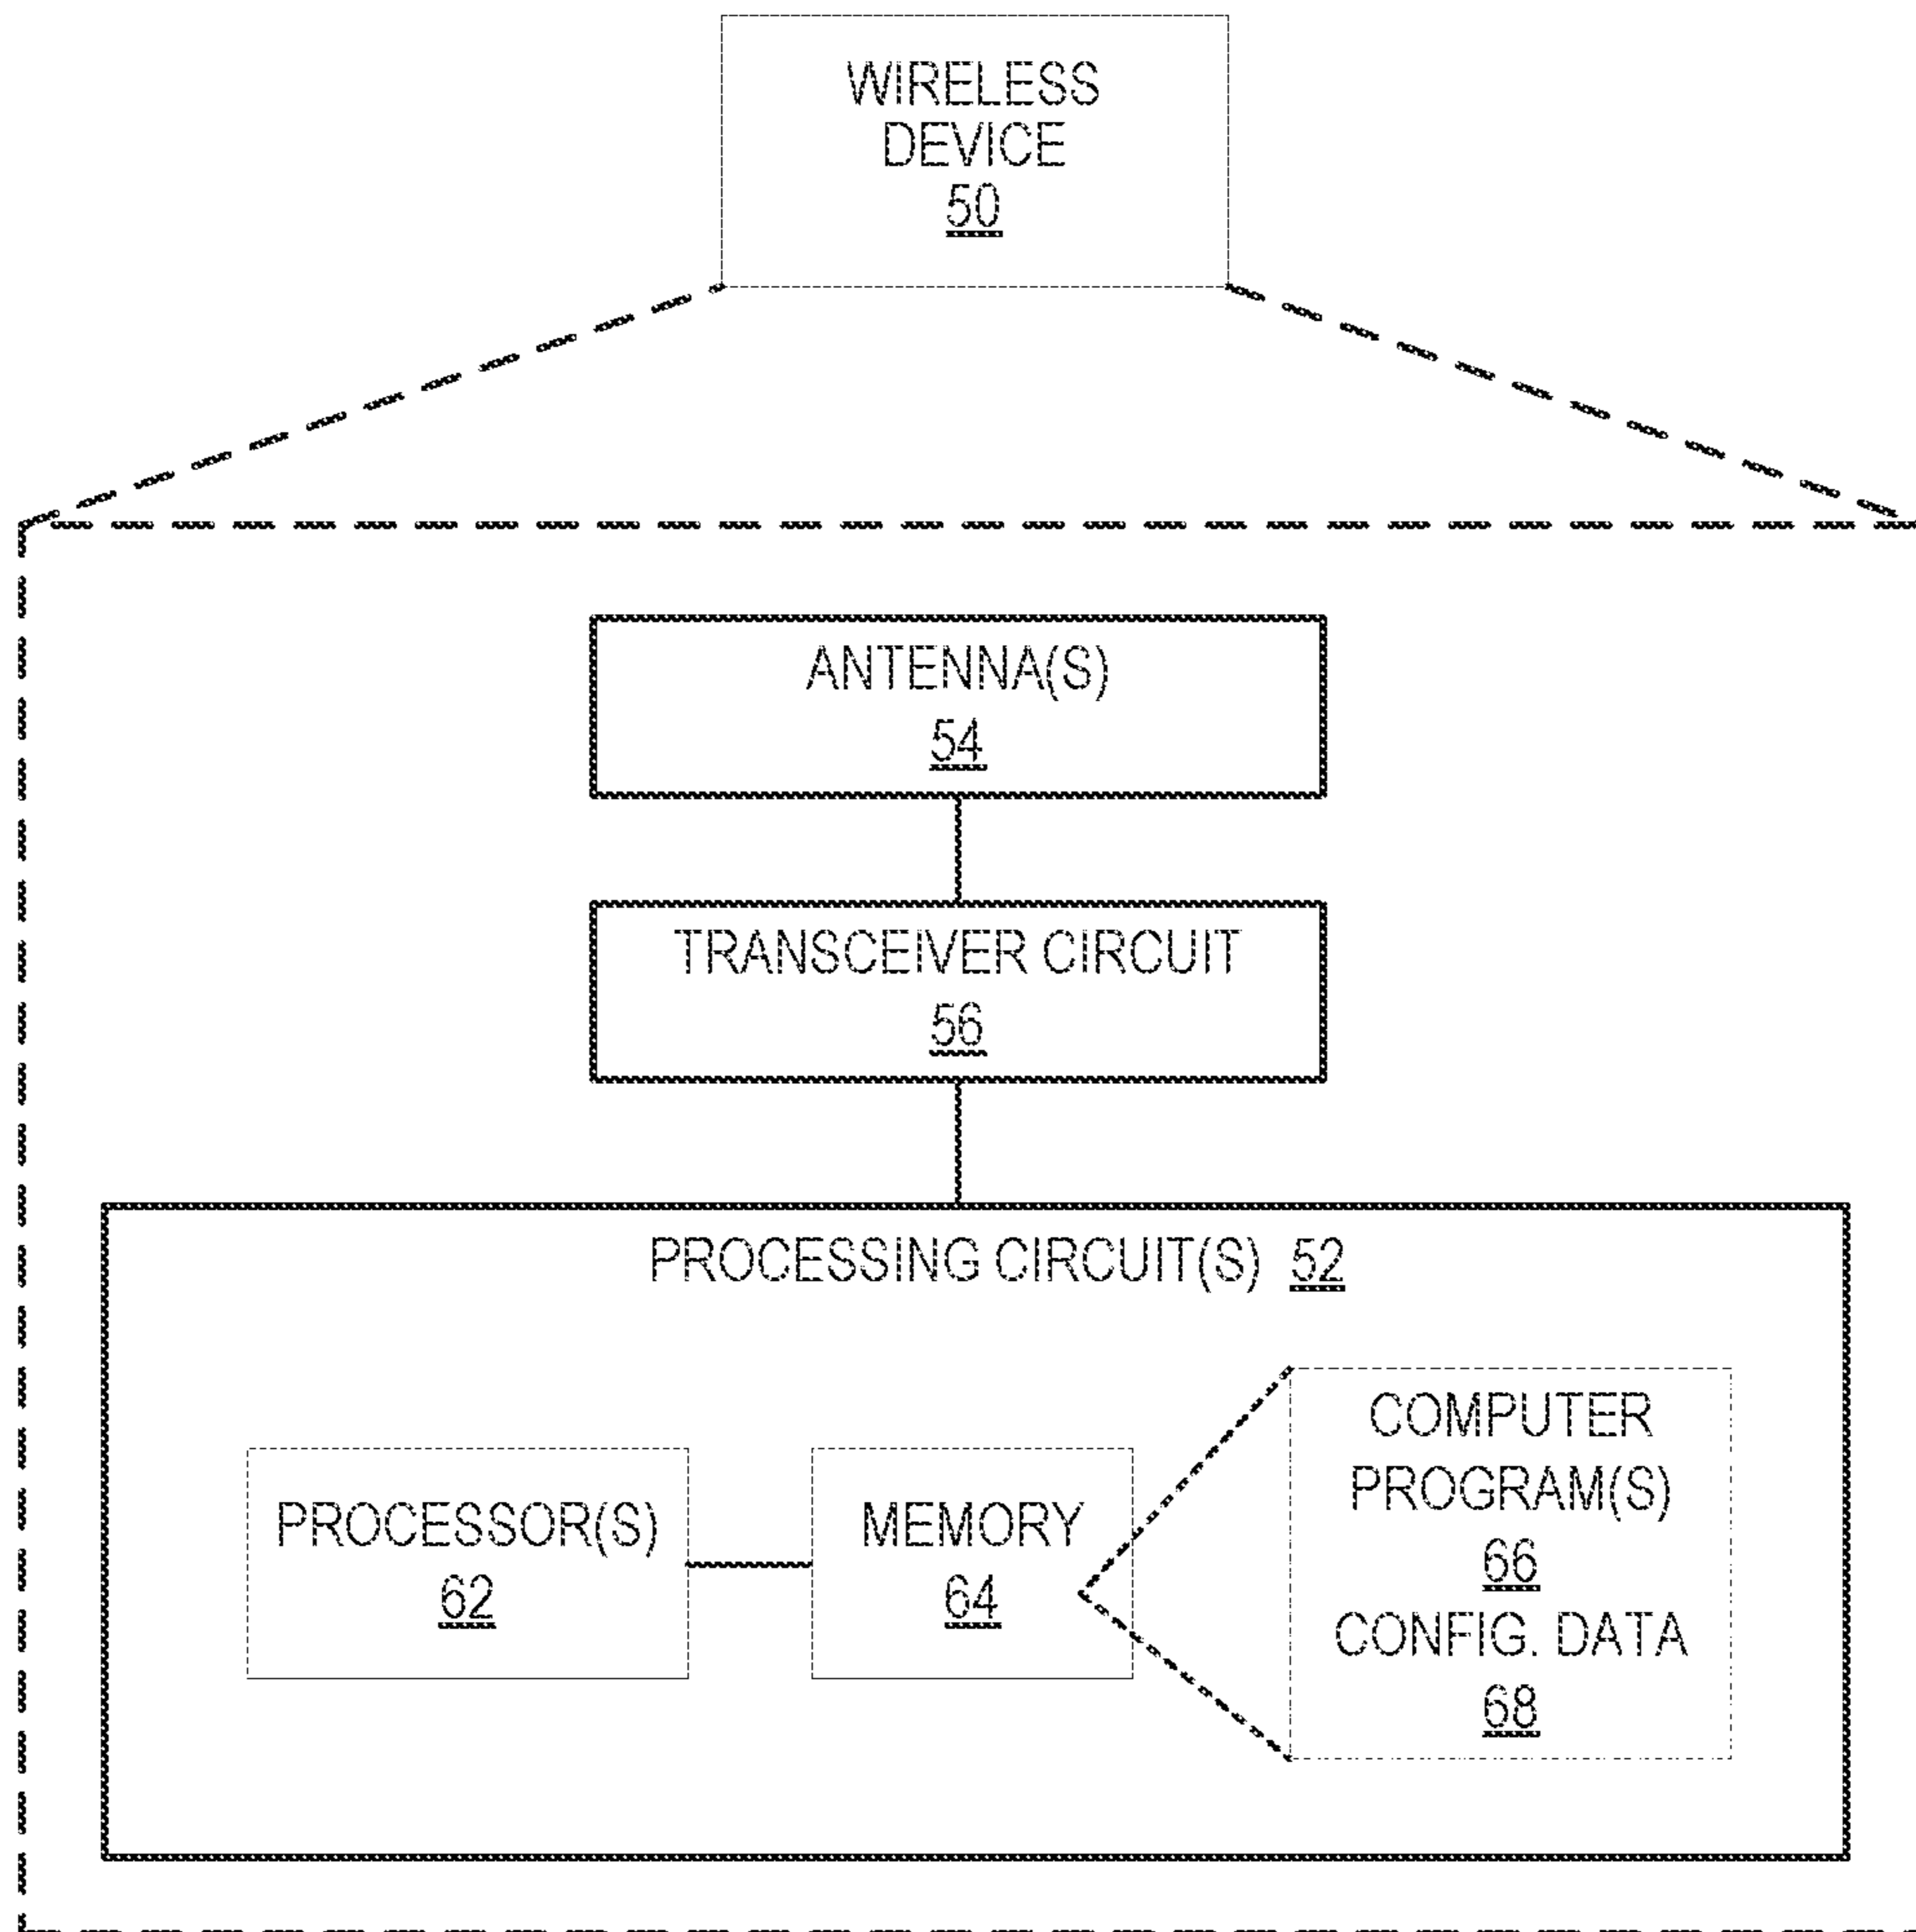 WIRELESS
DEVICE
50
ANTENNA(S)
54
TRANSCEIVER CIRCUIT
56
PROCESSING CIRCUIT(S) 52
PROCESSOR(S)
62
MEMORY
64
COMPUTER
PROGRAM(S)
66
CONFIG. DATA
68